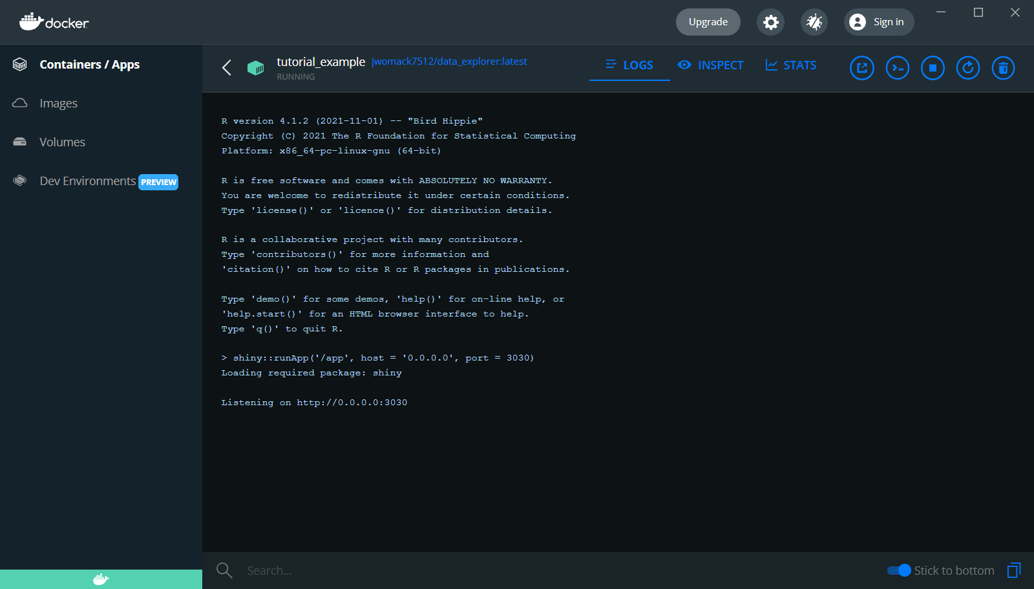 docker
Upgrade
Sign in
Containers / Apps
Images
Volumes
Dev Environments PREVIEW
tutorial_example jwomack7512/data_explorer:latest
RUNNING
LOGS
INSPECT
STATS
R version 4.1.2 (2021-11-01) -- "Bird Hippie"
Copyright (C) 2021 The R Foundation for Statistical Computing
Platform: x86_64-pc-linux-gnu (64-bit)
R is free software and comes with ABSOLUTELY NO WARRANTY.
You are welcome to redistribute it under certain conditions.
Type 'license()' or 'licence()' for distribution details.
R is a collaborative project with many contributors.
Type 'contributors()' for more information and
'citation()' on how to cite R or R packages in publications.
Type 'demo()' for some demos, 'help()' for on-line help, or
'help.start()' for an HTML browser interface to help.
Type 'q()' to quit R.
> shiny::runApp('/app', host = '0.0.0.0', port = 3030)
Loading required package: shiny
Listening on http://0.0.0.0:3030
Search...
Stick to bottom